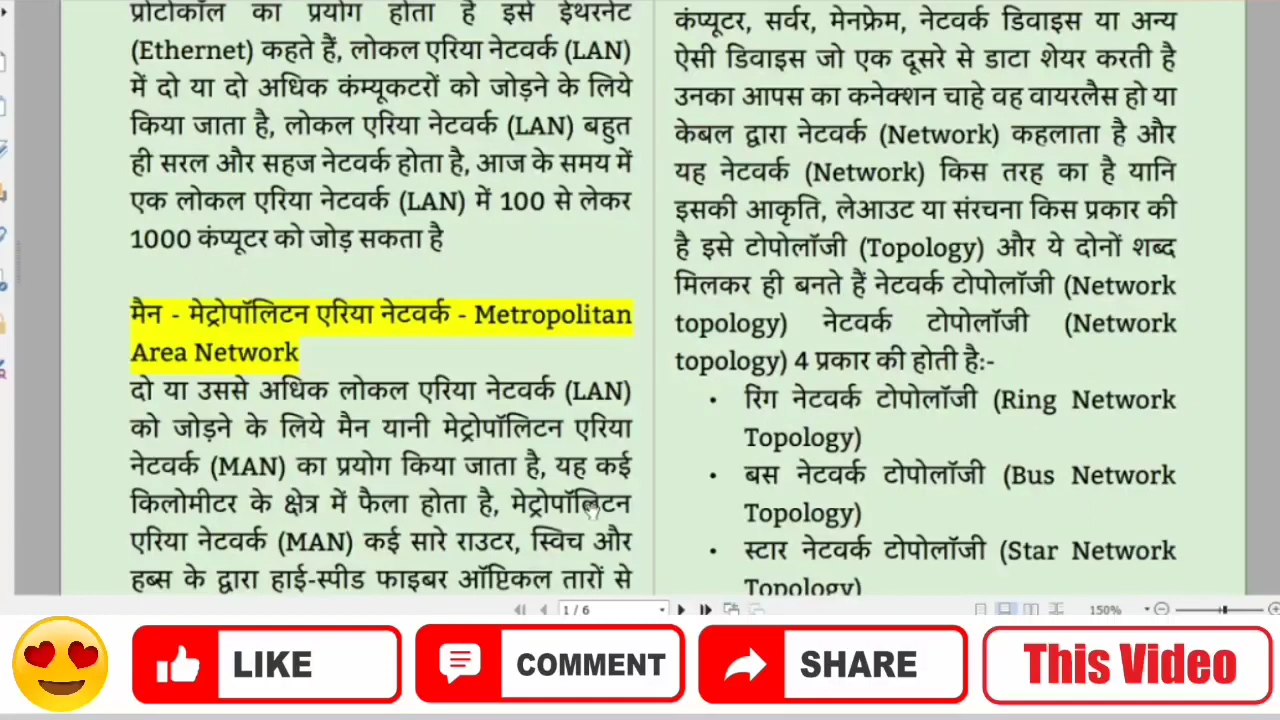 प्रोटोकॉल का प्रयोग होता है इसे ईथरनेट
(Ethernet) कहते हैं, लोकल एरिया नेटवर्क (LAN)
में दो या दो अधिक कंम्यूकटरों को जोड़ने के लिये
किया जाता है, लोकल एरिया नेटवर्क (LAN) बहुत
ही सरल और सहज नेटवर्क होता है, आज के समय में
एक लोकल एरिया नेटवर्क (LAN) में 100 से लेकर
1000 कंप्यूटर को जोड़ सकता है
मैन - मेट्रोपॉलिटन एरिया नेटवर्क - Metropolitan
Area Network
दो या उससे अधिक लोकल एरिया नेटवर्क (LAN)
को जोड़ने के लिये मैन यानी मेट्रोपॉलिटन एरिया
नेटवर्क (MAN) का प्रयोग किया जाता है, यह कई
किलोमीटर के क्षेत्र में फैला होता है, मेट्रोपॉलिटन
एरिया नेटवर्क (MAN) कई सारे राउटर, स्विच और
हब्स के द्वारा हाई-स्पीड फाइबर ऑप्टिकल तारों से
कंप्यूटर, सर्वर, मेनफ्रेम, नेटवर्क डिवाइस या अन्य
ऐसी डिवाइस जो एक दूसरे से डाटा शेयर करती है
उनका आपस का कनेक्शन चाहे वह वायरलैस हो या
केबल द्वारा नेटवर्क (Network) कहलाता है और
यह नेटवर्क (Network) किस तरह का है यानि
इसकी आकृति, लेआउट या संरचना किस प्रकार की
है इसे टोपोलॉजी (Topology) और ये दोनों शब्द
मिलकर ही बनते हैं नेटवर्क टोपोलॉजी (Network
topology) नेटवर्क टोपोलॉजी (Network
topology) 4 प्रकार की होती है:-
• रिंग नेटवर्क टोपोलॉजी (Ring Network
Topology)
• बस नेटवर्क टोपोलॉजी (Bus Network
Topology)
• स्टार नेटवर्क टोपोलॉजी (Star Network
Topology)
1 / 6
150%
LIKE
COMMENT
SHARE
This Video